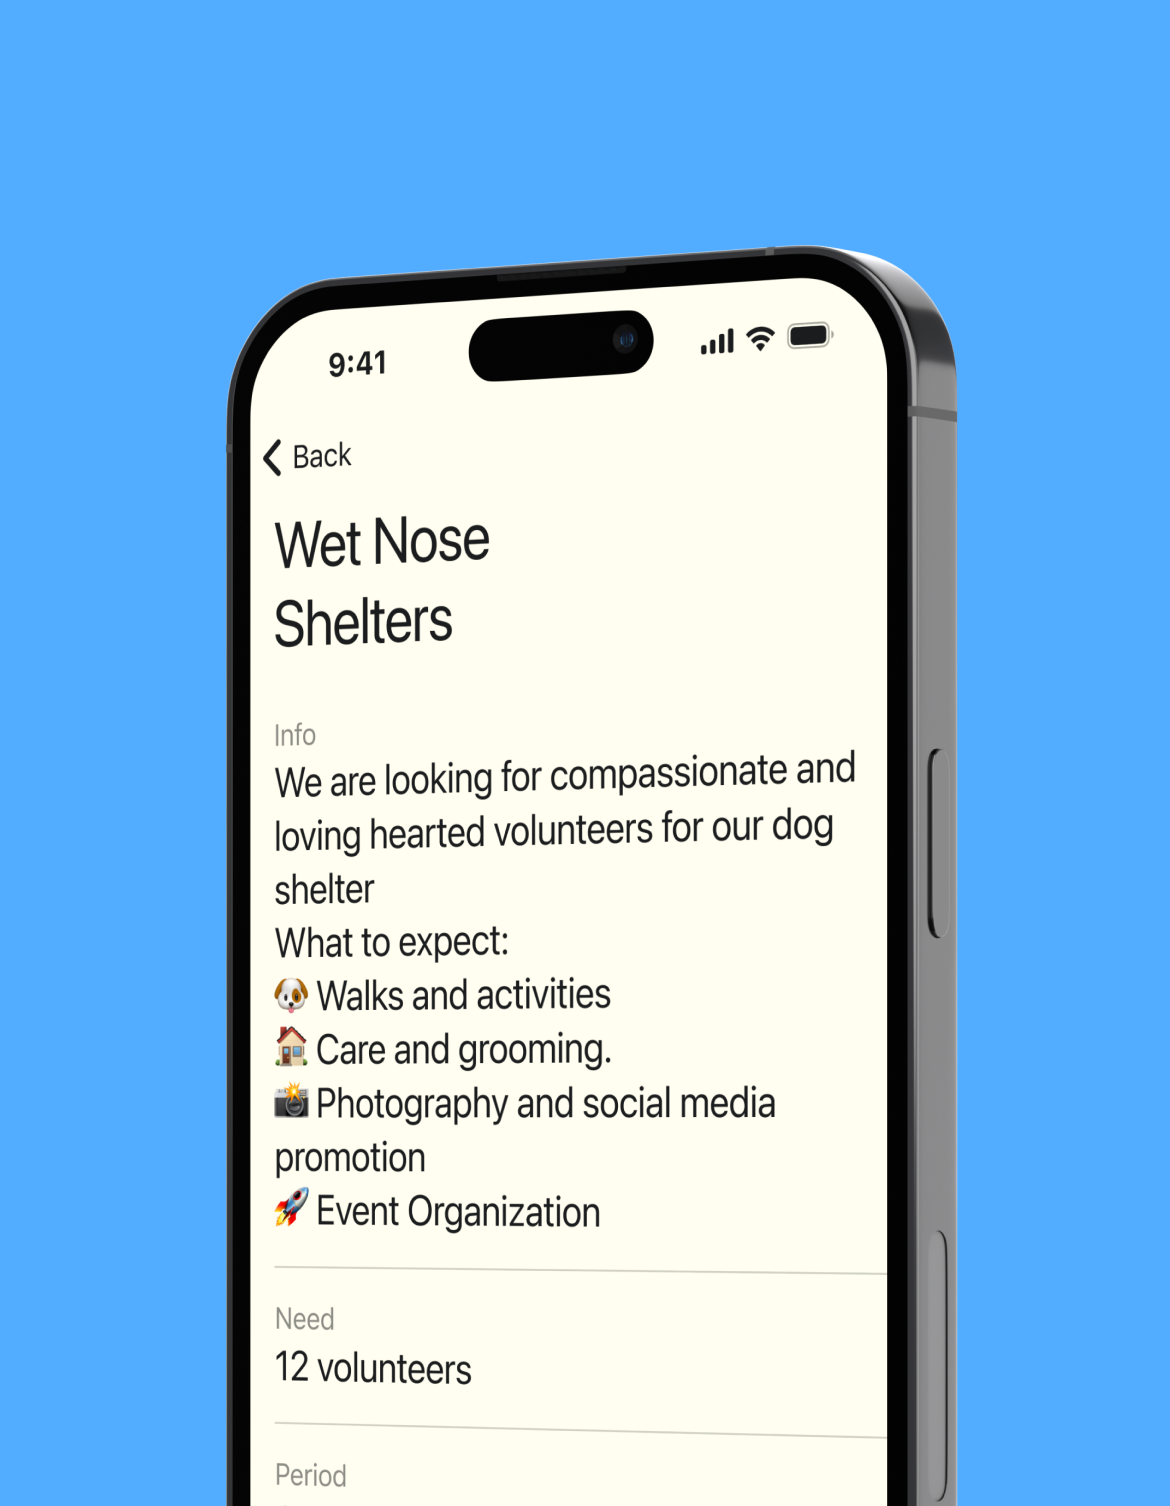 9:41
Back
Wet Nose
Shelters
Info
We are looking for compassionate and
loving hearted volunteers for our dog
shelter
What to expect:
🐶 Walks and activities
🏠 Care and grooming.
📸 Photography and social media
promotion
🚀 Event Organization
Need
12 volunteers
Period